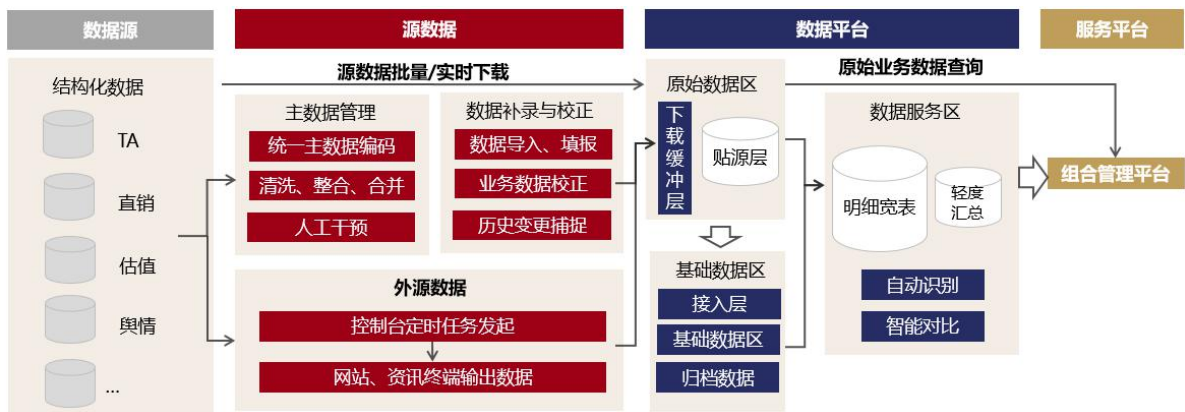 数据源
源数据
数据平台
服务平台
结构化数据
TA
直销
估值
舆情
...
源数据批量/实时下载
主数据管理
统一主数据编码
清洗、整合、合并
人工干预
数据补录与校正
数据导入、填报
业务数据校正
历史变更捕捉
外源数据
控制台定时任务发起
网站、资讯终端输出数据
原始数据区
下
载
缓
冲
层
贴源层
基础数据区
接入层
基础数据区
归档数据
原始业务数据查询
数据服务区
明细宽表
轻度
汇总
自动识别
智能对比
组合管理平台